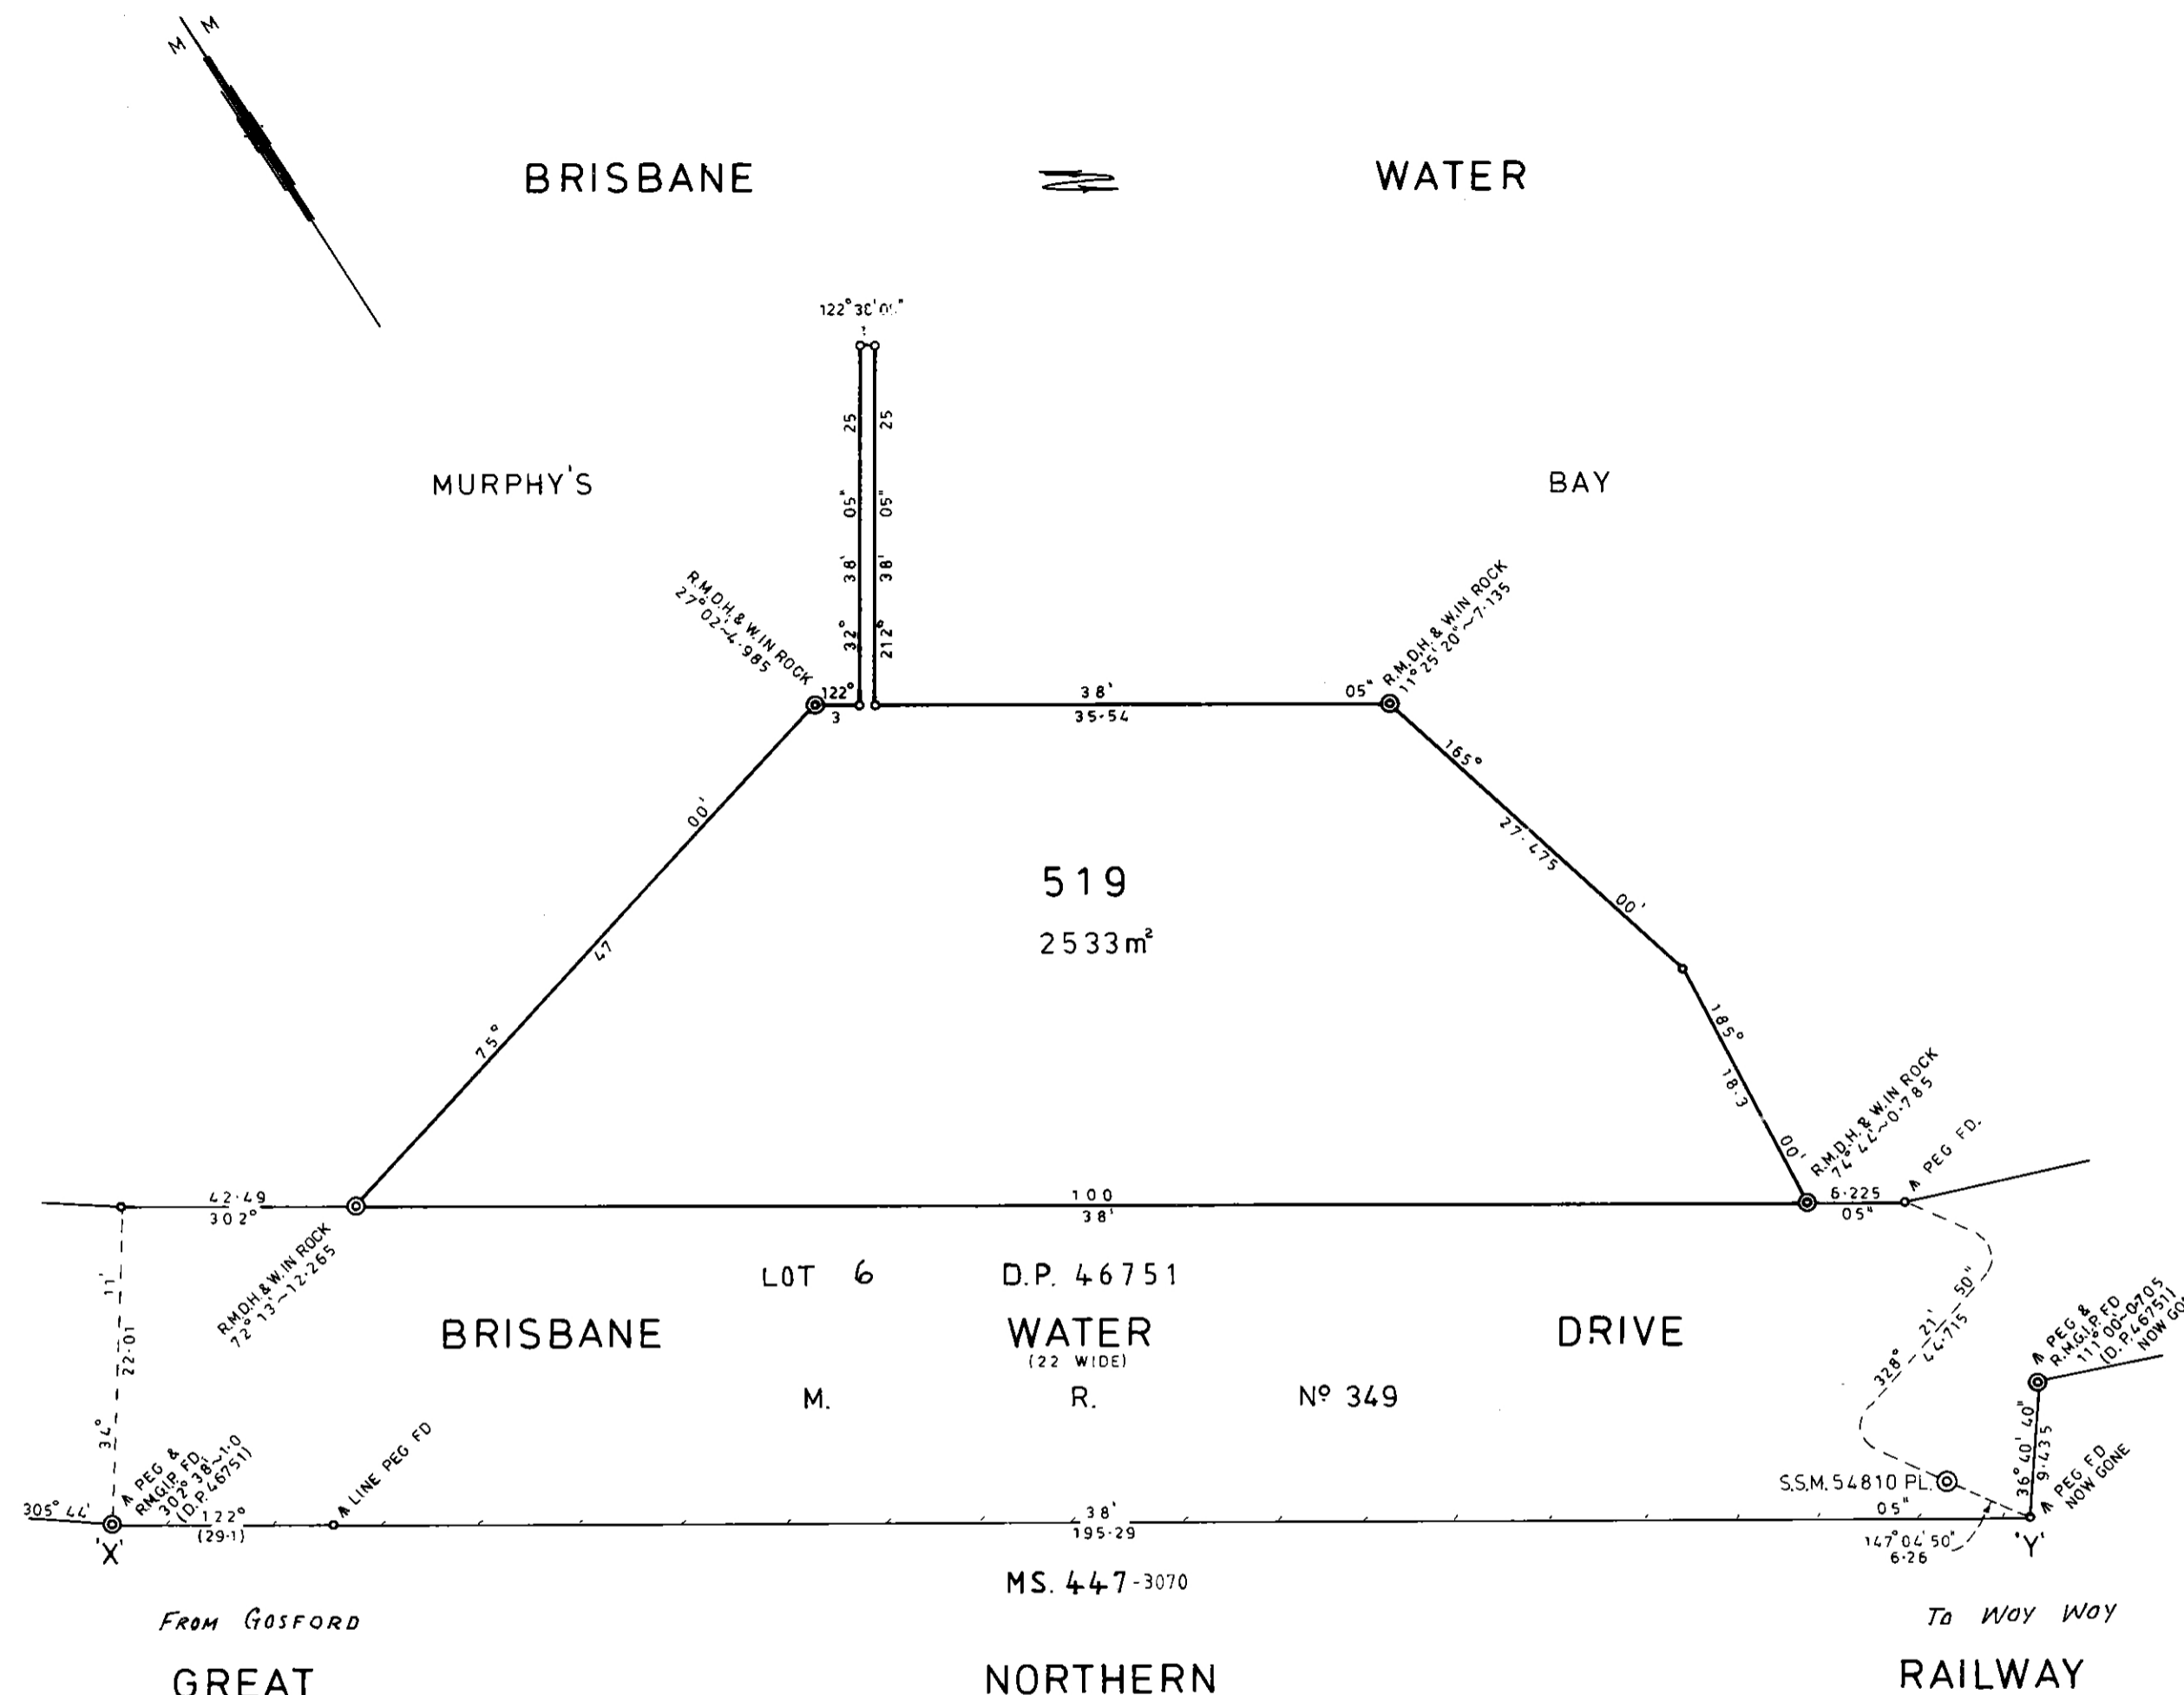 M M
BRISBANE WATER
122° 38'
25 25
05" 05"
38' 38'
32° 212°
MURPHY'S BAY
R.M.D.H. & W. IN ROCK
27° 02' ~ 4.985
R.M.D.H. & W. IN ROCK
11° 25' 20" ~ 7.135
122° 38' 05"
3 35·54
165° 00'
27·475
75° 00'
47
519
2533 m²
185° 00'
18·3
R.M.D.H. & W. IN ROCK
74° 44' ~ 0·785
⩚ PEG FD.
42·49 100 6·225
302° 38' 05"
R.M.D.H. & W. IN ROCK
72° 13' ~ 12·265
LOT 6 D.P. 46751
34° 11'
22·01
BRISBANE WATER DRIVE
(22 WIDE)
M. R. Nº 349
328° 21' 50"
44·715
⩚ PEG &
R.M.G.I.P. FD
111° 00' ~ 0·705
(D.P. 46751)
NOW
36° 40' 40"
9·435
⩚ PEG FD
NOW GONE
S.S.M. 54810 PL.
⩚ PEG &
R.M.G.I.P. FD.
302° 38' ~ 1·0
(D.P. 46751)
⩚ LINE PEG FD
305° 44' 122° 38' 05"
(29·1) 195·29
147° 04' 50"
6·26
'X' 'Y'
MS. 447-3070
FROM GOSFORD TO WOY WOY
GREAT NORTHERN RAILWAY